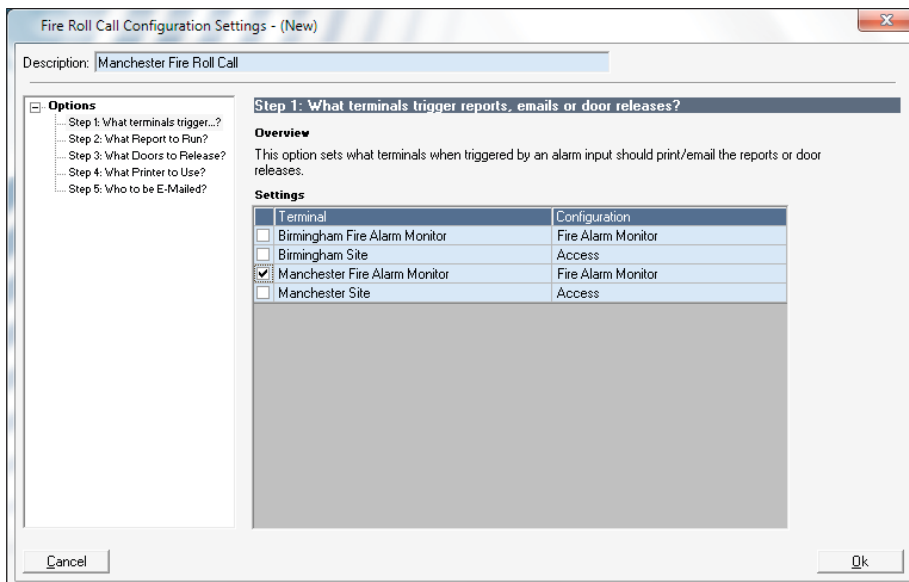 Fire Roll Call Configuration Settings - (New)
Description: Manchester Fire Roll Call
Options
Step 1: What terminals trigger...?
Step 2: What Report to Run?
Step 3: What Doors to Release?
Step 4: What Printer to Use?
Step 5: Who to be E-Mailed?
Step 1: What terminals trigger reports, emails or door releases?
Overview
This option sets what terminals when triggered by an alarm input should print/email the reports or door
releases.
Settings
Terminal Configuration
Birmingham Fire Alarm Monitor Fire Alarm Monitor
Birmingham Site Access
Manchester Fire Alarm Monitor Fire Alarm Monitor
Manchester Site Access
Cancel Ok